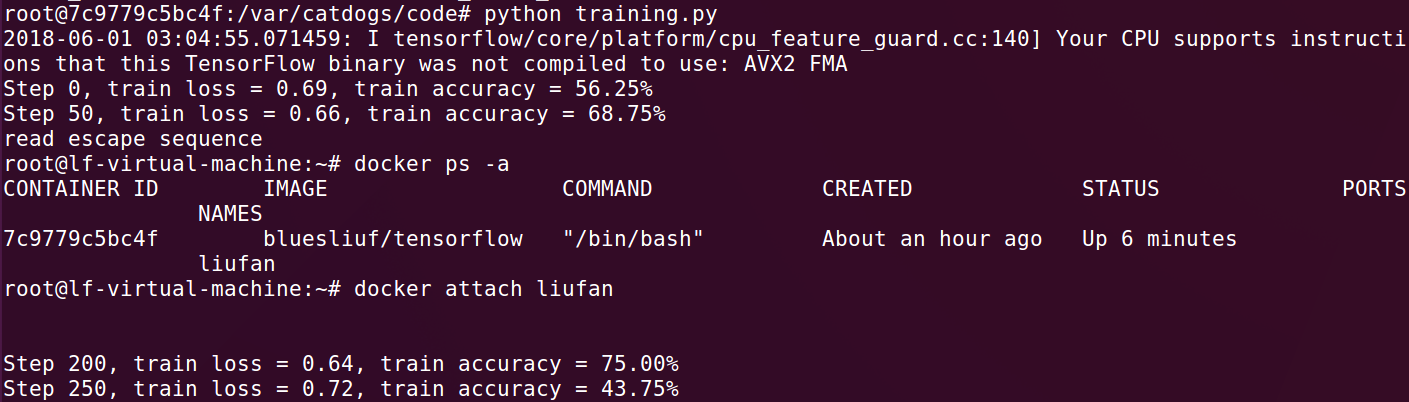 root@7c9779c5bc4f:/var/catdogs/code# python training.py
2018-06-01 03:04:55.071459: I tensorflow/core/platform/cpu_feature_guard.cc:140] Your CPU supports instructi
ons that this TensorFlow binary was not compiled to use: AVX2 FMA
Step 0, train loss = 0.69, train accuracy = 56.25%
Step 50, train loss = 0.66, train accuracy = 68.75%
read escape sequence
root@lf-virtual-machine:~# docker ps -a
CONTAINER ID        IMAGE                  COMMAND             CREATED             STATUS              PORTS
               NAMES
7c9779c5bc4f        bluesliuf/tensorflow   "/bin/bash"         About an hour ago   Up 6 minutes
               liufan
root@lf-virtual-machine:~# docker attach liufan
Step 200, train loss = 0.64, train accuracy = 75.00%
Step 250, train loss = 0.72, train accuracy = 43.75%